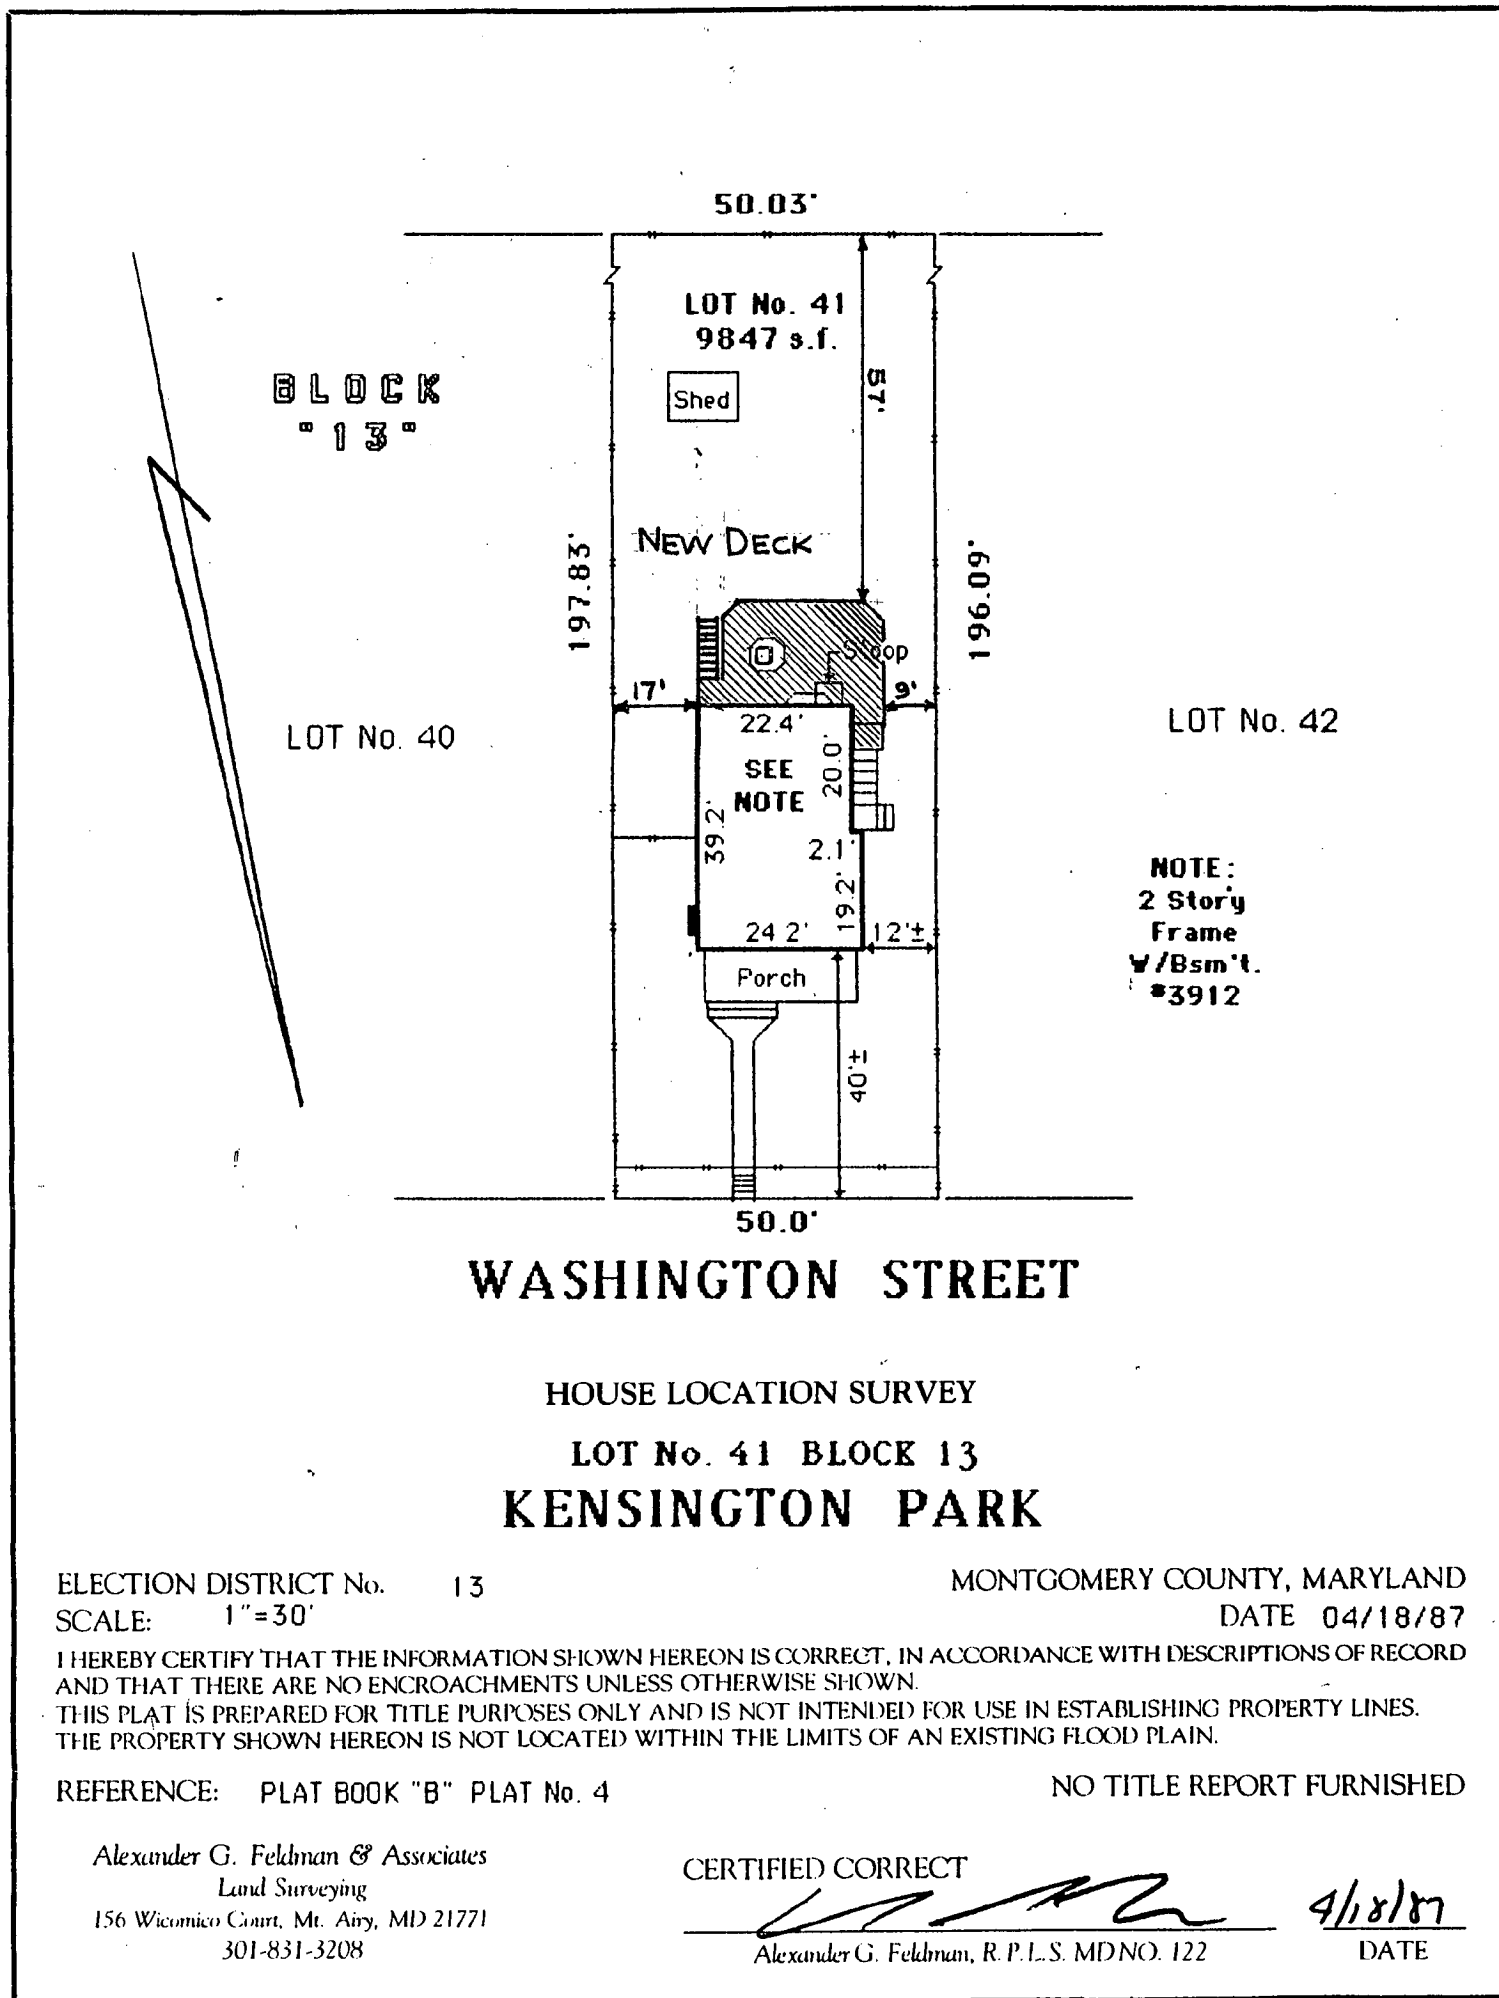 50.03'
LOT No. 41
9847 s.f.
BLOCK
"13"
Shed
57'
NEW DECK
197.83'
196.09'
Stoop
17'
9'
22.4'
LOT No. 40
LOT No. 42
20.0'
SEE
NOTE
39.2'
2.1'
19.2'
24.2'
12'±
NOTE:
2 Story
Frame
W/Bsm't.
#3912
Porch
40'±
50.0'
WASHINGTON STREET
HOUSE LOCATION SURVEY
LOT No. 41 BLOCK 13
KENSINGTON PARK
ELECTION DISTRICT No. 13
MONTGOMERY COUNTY, MARYLAND
SCALE: 1"=30'
DATE 04/18/87
I HEREBY CERTIFY THAT THE INFORMATION SHOWN HEREON IS CORRECT, IN ACCORDANCE WITH DESCRIPTIONS OF RECORD
AND THAT THERE ARE NO ENCROACHMENTS UNLESS OTHERWISE SHOWN.
THIS PLAT IS PREPARED FOR TITLE PURPOSES ONLY AND IS NOT INTENDED FOR USE IN ESTABLISHING PROPERTY LINES.
THE PROPERTY SHOWN HEREON IS NOT LOCATED WITHIN THE LIMITS OF AN EXISTING FLOOD PLAIN.
REFERENCE: PLAT BOOK "B" PLAT No. 4
NO TITLE REPORT FURNISHED
Alexander G. Feldman & Associates
Land Surveying
156 Wicomico Court, Mt. Airy, MD 21771
301-831-3208
CERTIFIED CORRECT
4/18/87
Alexander G. Feldman, R.P.L.S. MD NO. 122
DATE